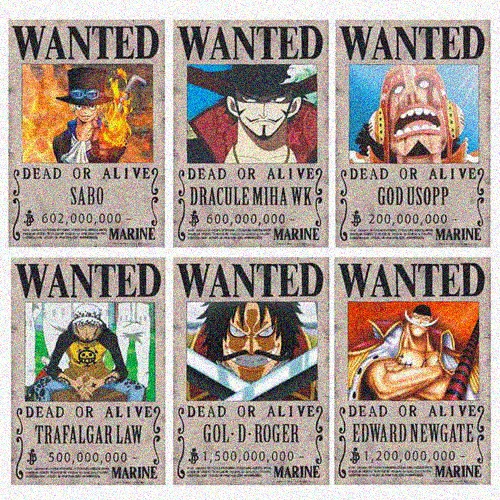 WANTED
DEAD OR ALIVE
SABO
602,000,000 -
MARINE
WANTED
DEAD OR ALIVE
DRACULE MIHA WK
600,000,000 -
MARINE
WANTED
DEAD OR ALIVE
GOD USOPP
200,000,000 -
MARINE
WANTED
DEAD OR ALIVE
TRAFALGAR LAW
500,000,000 -
MARINE
WANTED
DEAD OR ALIVE
GOL·D·ROGER
1,500,000,000 -
MARINE
WANTED
DEAD OR ALIVE
EDWARD NEWGATE
1,200,000,000 -
MARINE